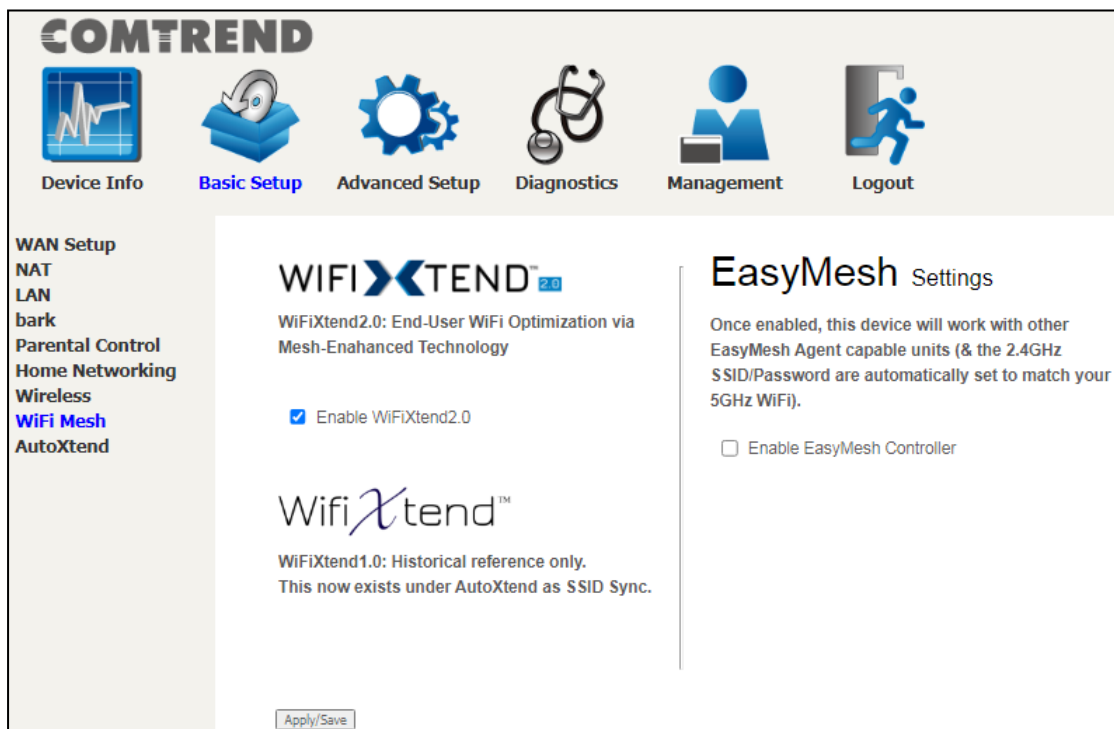 COMTREND
Device Info
Basic Setup
Advanced Setup
Diagnostics
Management
Logout
WAN Setup
NAT
LAN
bark
Parental Control
Home Networking
Wireless
WiFi Mesh
AutoXtend
WIFIXTEND™ 2.0
WiFiXtend2.0: End-User WiFi Optimization via
Mesh-Enahanced Technology
Enable WiFiXtend2.0
WifiXtend™
WiFiXtend1.0: Historical reference only.
This now exists under AutoXtend as SSID Sync.
Apply/Save
EasyMesh Settings
Once enabled, this device will work with other
EasyMesh Agent capable units (& the 2.4GHz
SSID/Password are automatically set to match your
5GHz WiFi).
Enable EasyMesh Controller